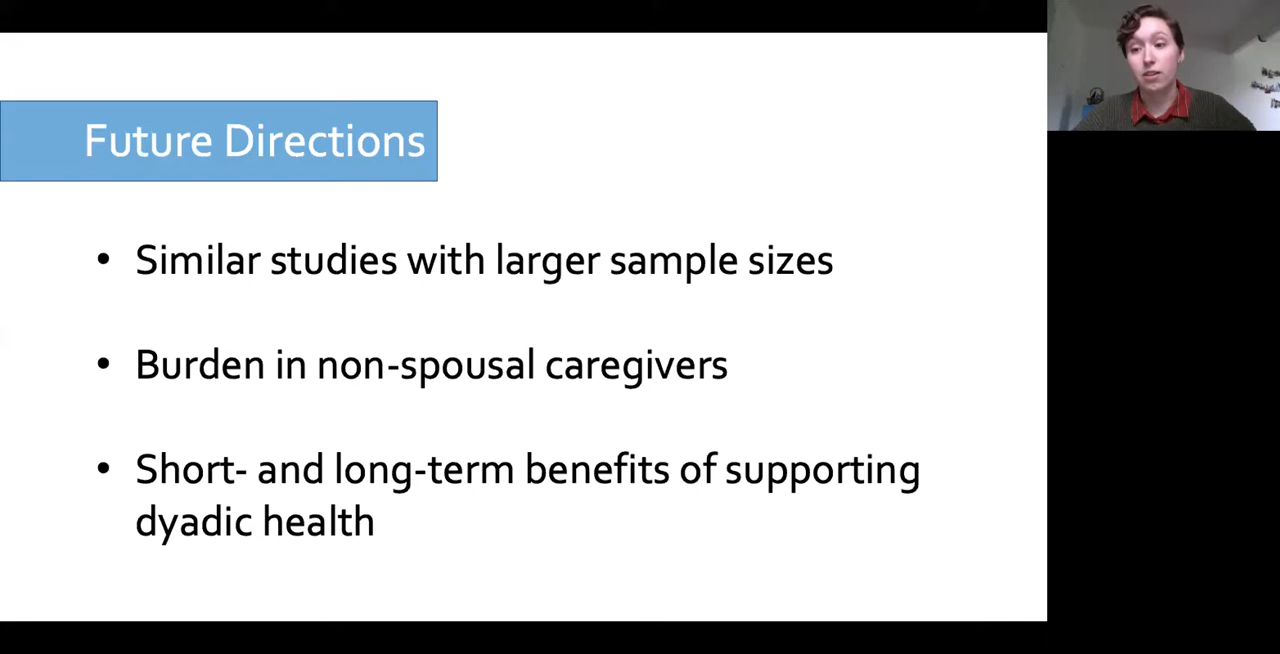 Future Directions
• Similar studies with larger sample sizes
• Burden in non-spousal caregivers
• Short- and long-term benefits of supporting
dyadic health